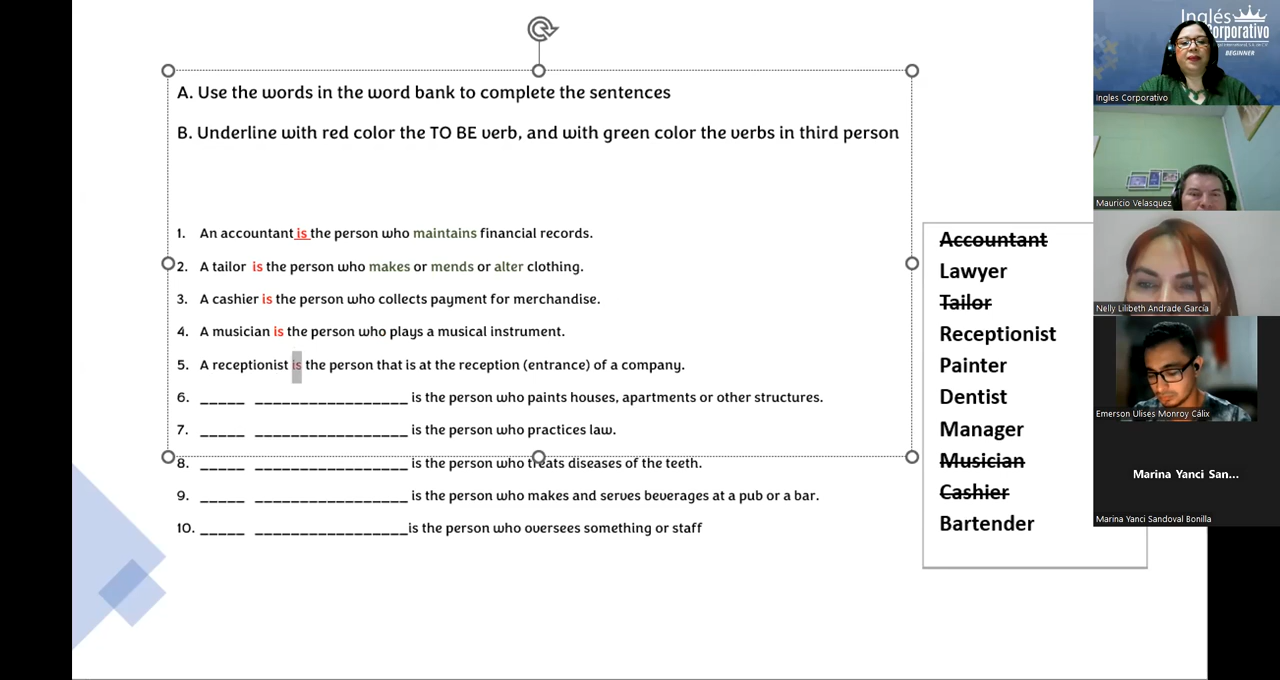 A. Use the words in the word bank to complete the sentences
B. Underline with red color the TO BE verb, and with green color the verbs in third person
1. An accountant is the person who maintains financial records.
2. A tailor is the person who makes or mends or alter clothing.
3. A cashier is the person who collects payment for merchandise.
4. A musician is the person who plays a musical instrument.
5. A receptionist is the person that is at the reception (entrance) of a company.
6. _____ _________________ is the person who paints houses, apartments or other structures.
7. _____ _________________ is the person who practices law.
8. _____ _________________ is the person who treats diseases of the teeth.
9. _____ _________________ is the person who makes and serves beverages at a pub or a bar.
10. _____ _________________is the person who oversees something or staff
Accountant
Lawyer
Tailor
Receptionist
Painter
Dentist
Manager
Musician
Cashier
Bartender
Inglés
Corporativo
BEGINNER
Ingles Corporativo
Mauricio Velasquez
Nelly Lilibeth Andrade García
Emerson Ulises Monroy Cálix
Marina Yanci San...
Marina Yanci Sandoval Bonilla